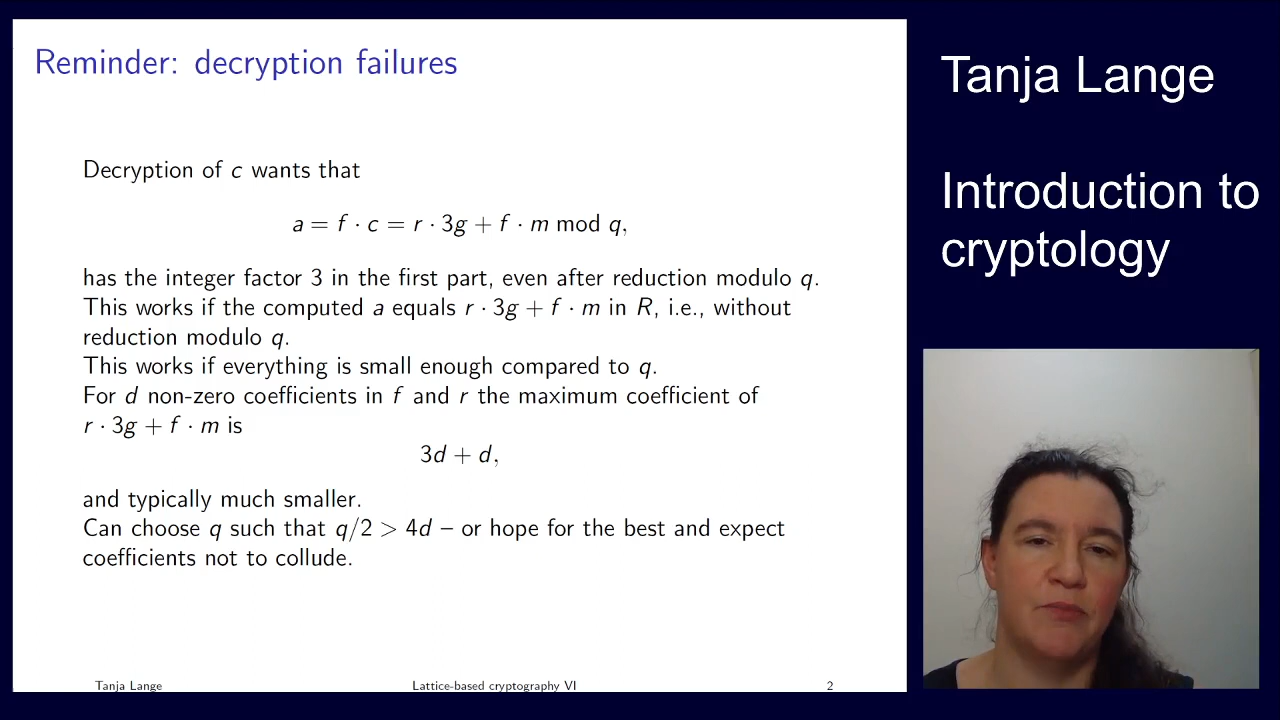 Reminder: decryption failures
Decryption of c wants that
a = f · c = r · 3g + f · m mod q,
has the integer factor 3 in the first part, even after reduction modulo q.
This works if the computed a equals r · 3g + f · m in R, i.e., without
reduction modulo q.
This works if everything is small enough compared to q.
For d non-zero coefficients in f and r the maximum coefficient of
r · 3g + f · m is
3d + d,
and typically much smaller.
Can choose q such that q/2 > 4d – or hope for the best and expect
coefficients not to collude.
Tanja Lange
Lattice-based cryptography VI
2
Tanja Lange
Introduction to
cryptology